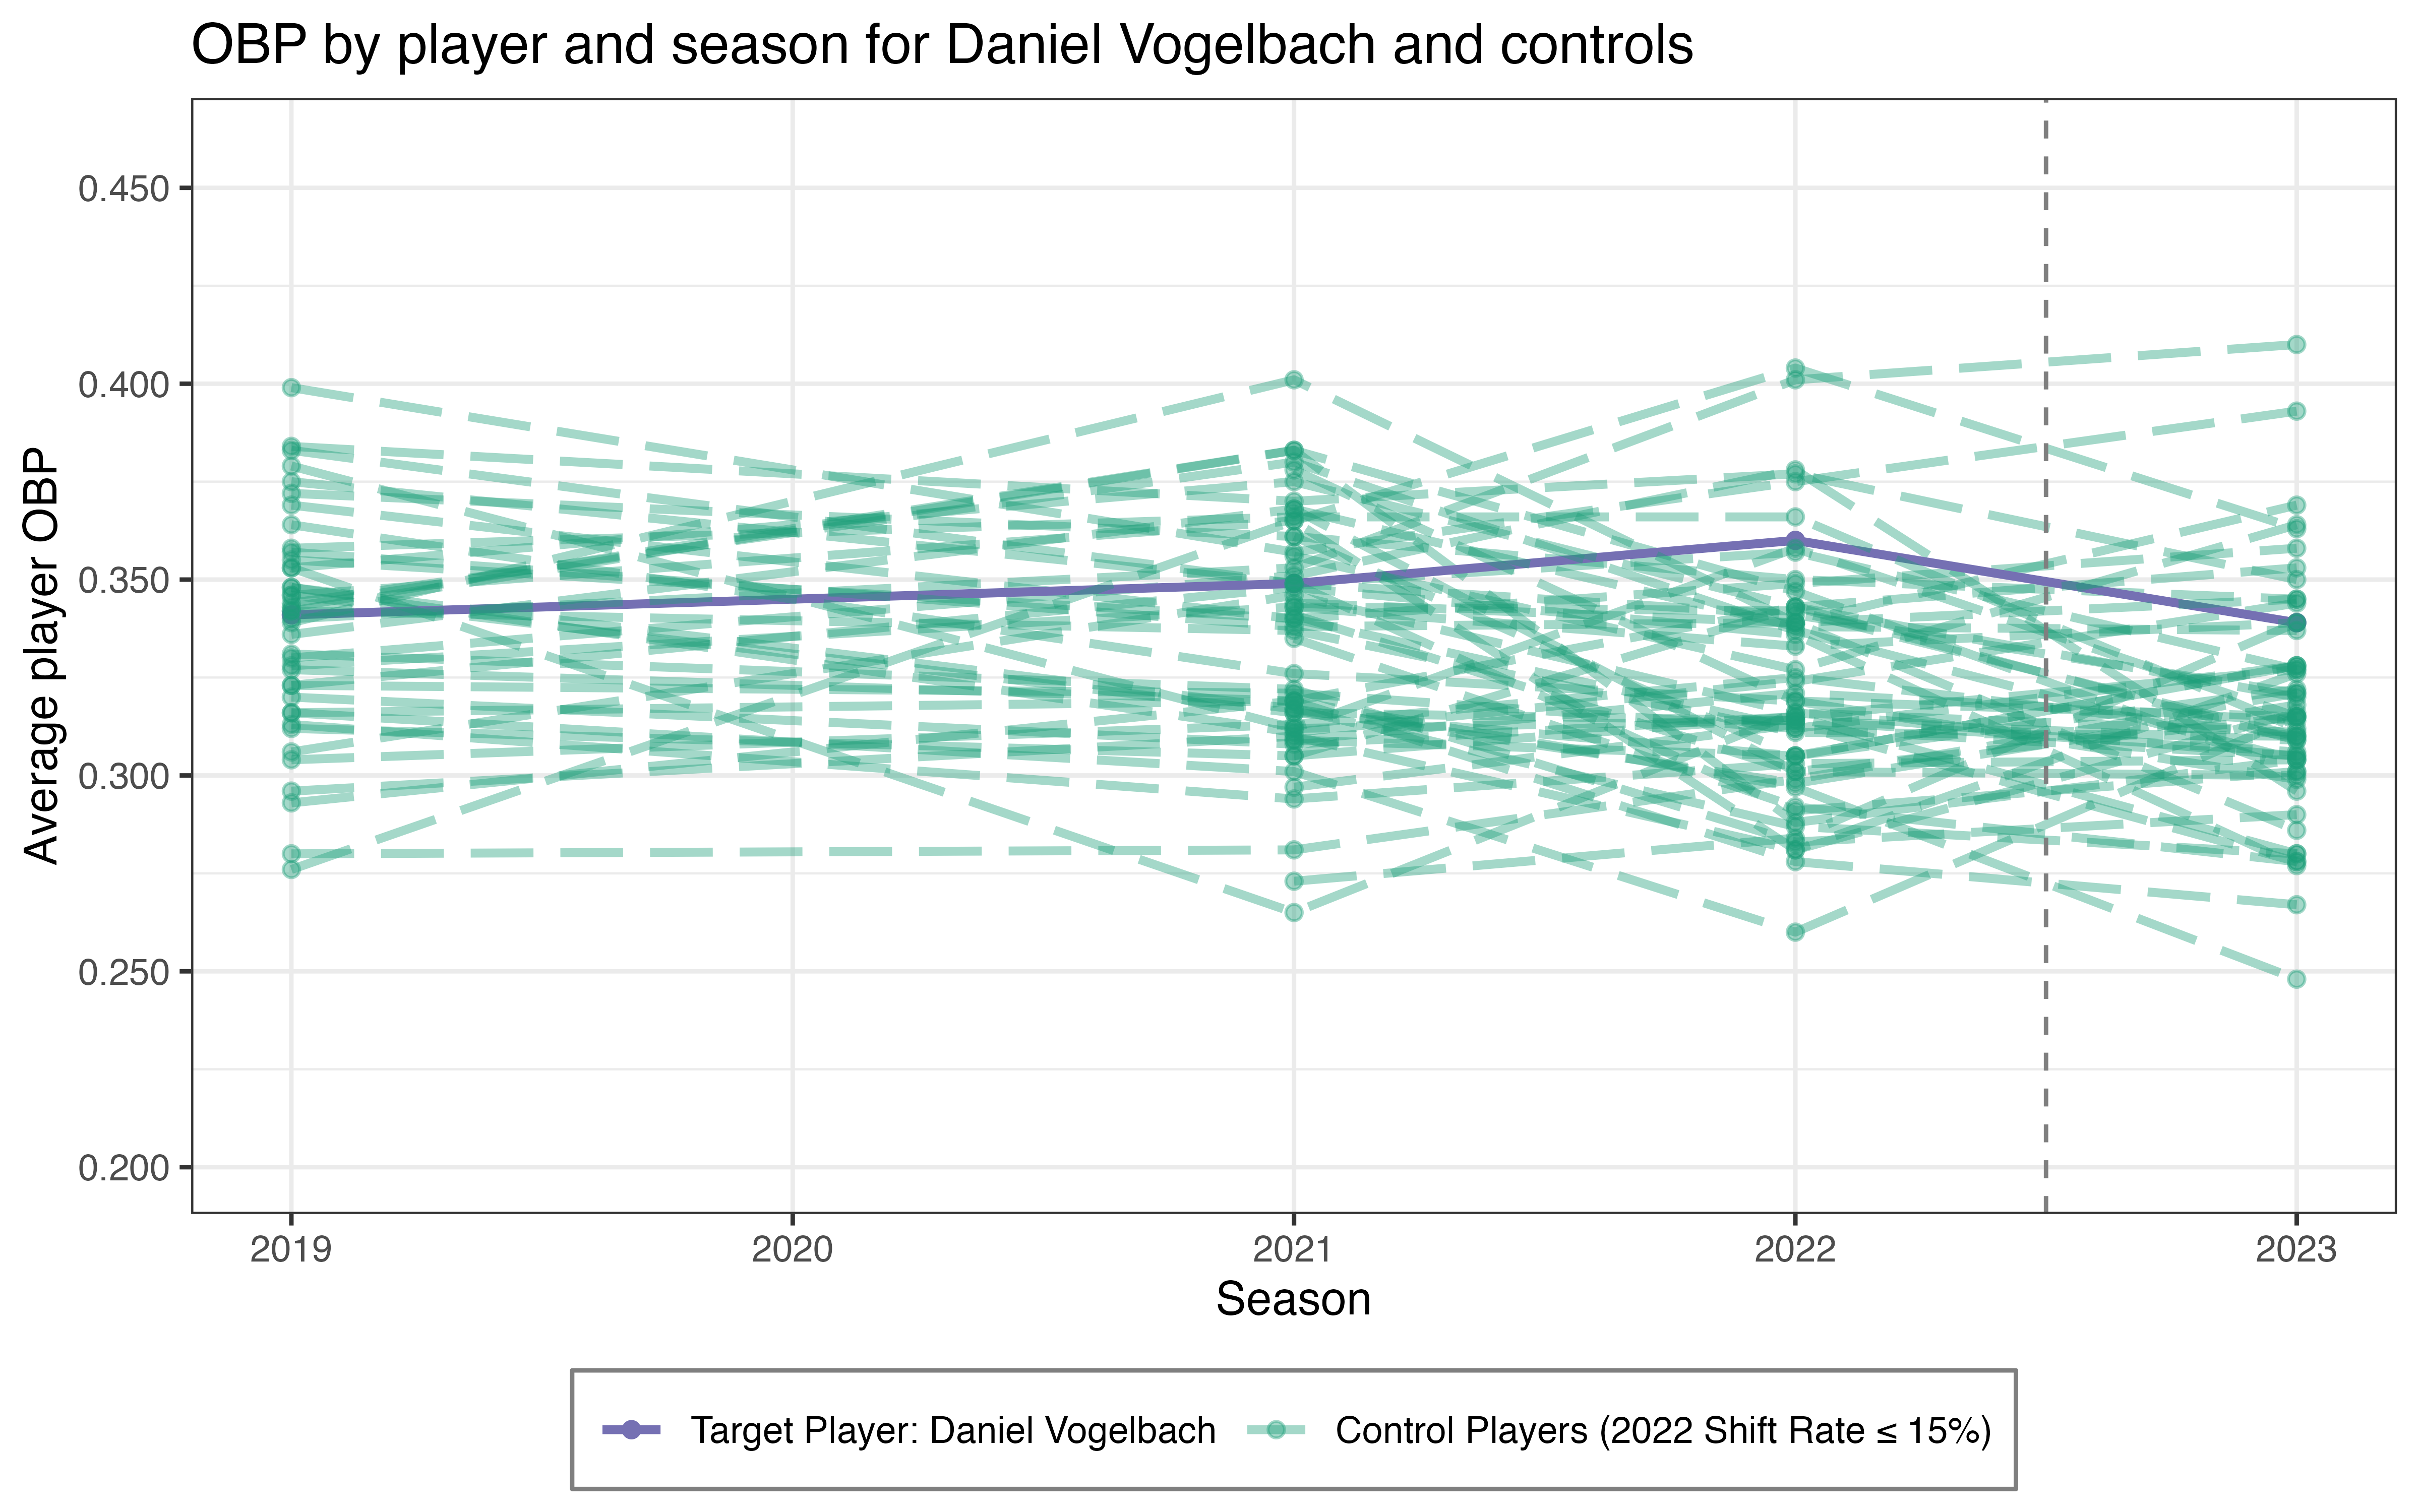 OBP by player and season for Daniel Vogelbach and controls
Average player OBP
0.450
0.400
0.350
0.300
0.250
0.200
2019 2020 2021 2022 2023
Season
Target Player: Daniel Vogelbach Control Players (2022 Shift Rate ≤ 15%)